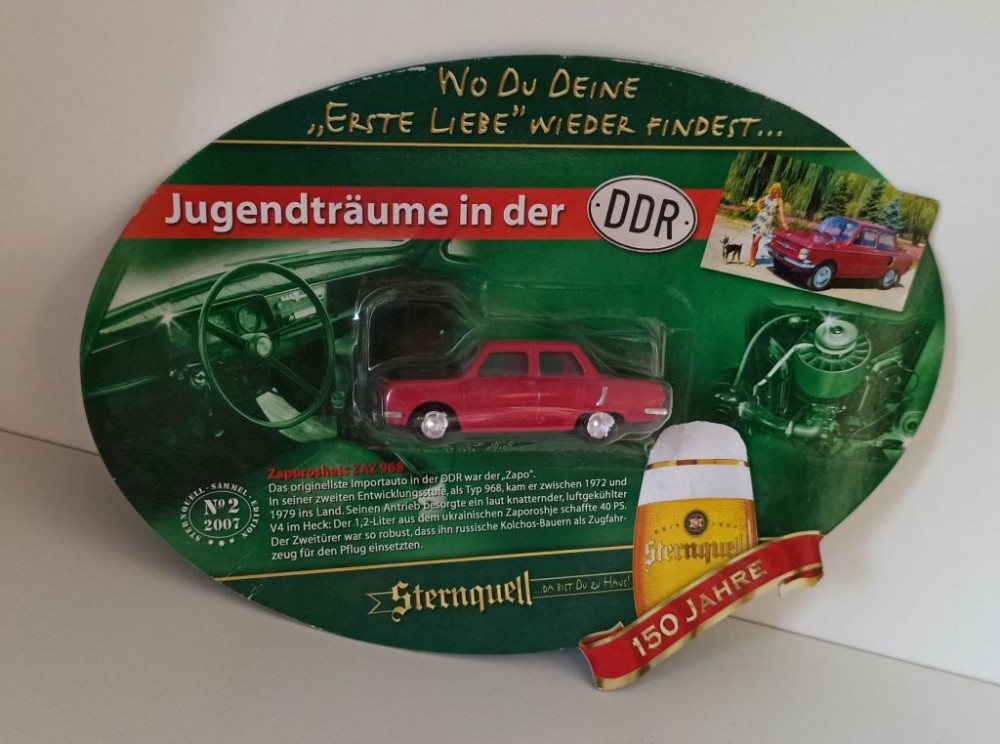 Wo Du Deine
„Erste Liebe" wieder findest...
Jugendträume in der DDR
Zaporoshets ZAZ 968
Das originellste Importauto in der DDR war der „Zapo".
In seiner zweiten Entwicklungsstufe, als Typ 968, kam er zwischen 1972 und
1979 ins Land. Seinen Antrieb besorgte ein laut knatternder, luftgekühlter
V4 im Heck: Der 1,2-Liter aus dem ukrainischen Zaporoshje schaffte 40 PS.
Der Zweitürer war so robust, dass ihn russische Kolchos-Bauern als Zugfahr-
zeug für den Pflug einsetzten.
STERNQUELL-SAMMEL-EDITION
No 2
2007
Sternquell
...da bist Du zu Haus!
SEIT 1857
Sternquell
150 JAHRE